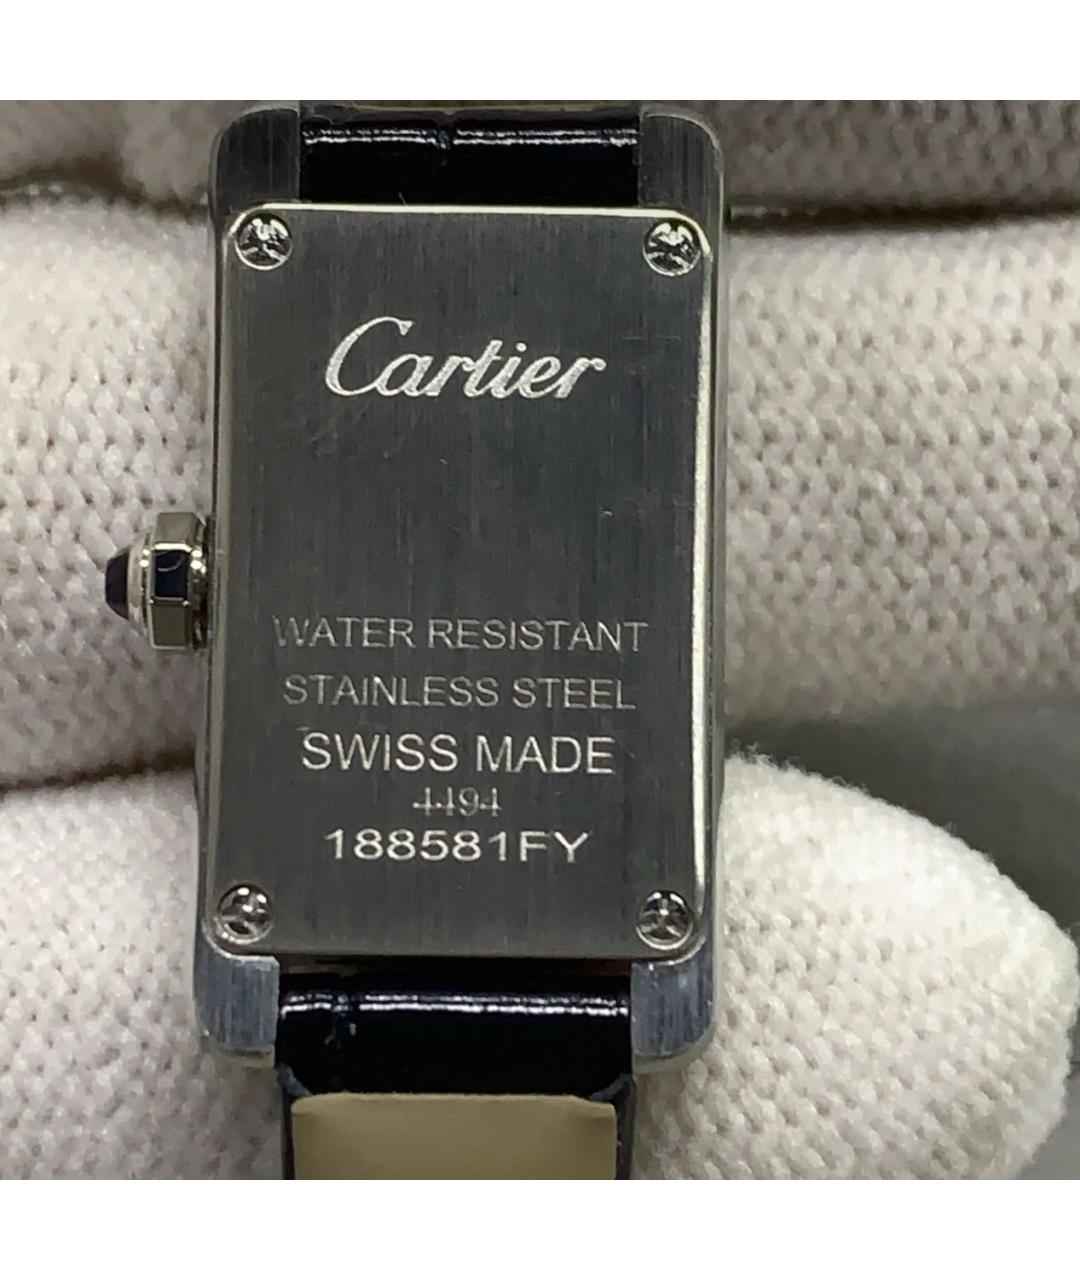 Cartier
WATER RESISTANT
STAINLESS STEEL
SWISS MADE
4494
188581FY